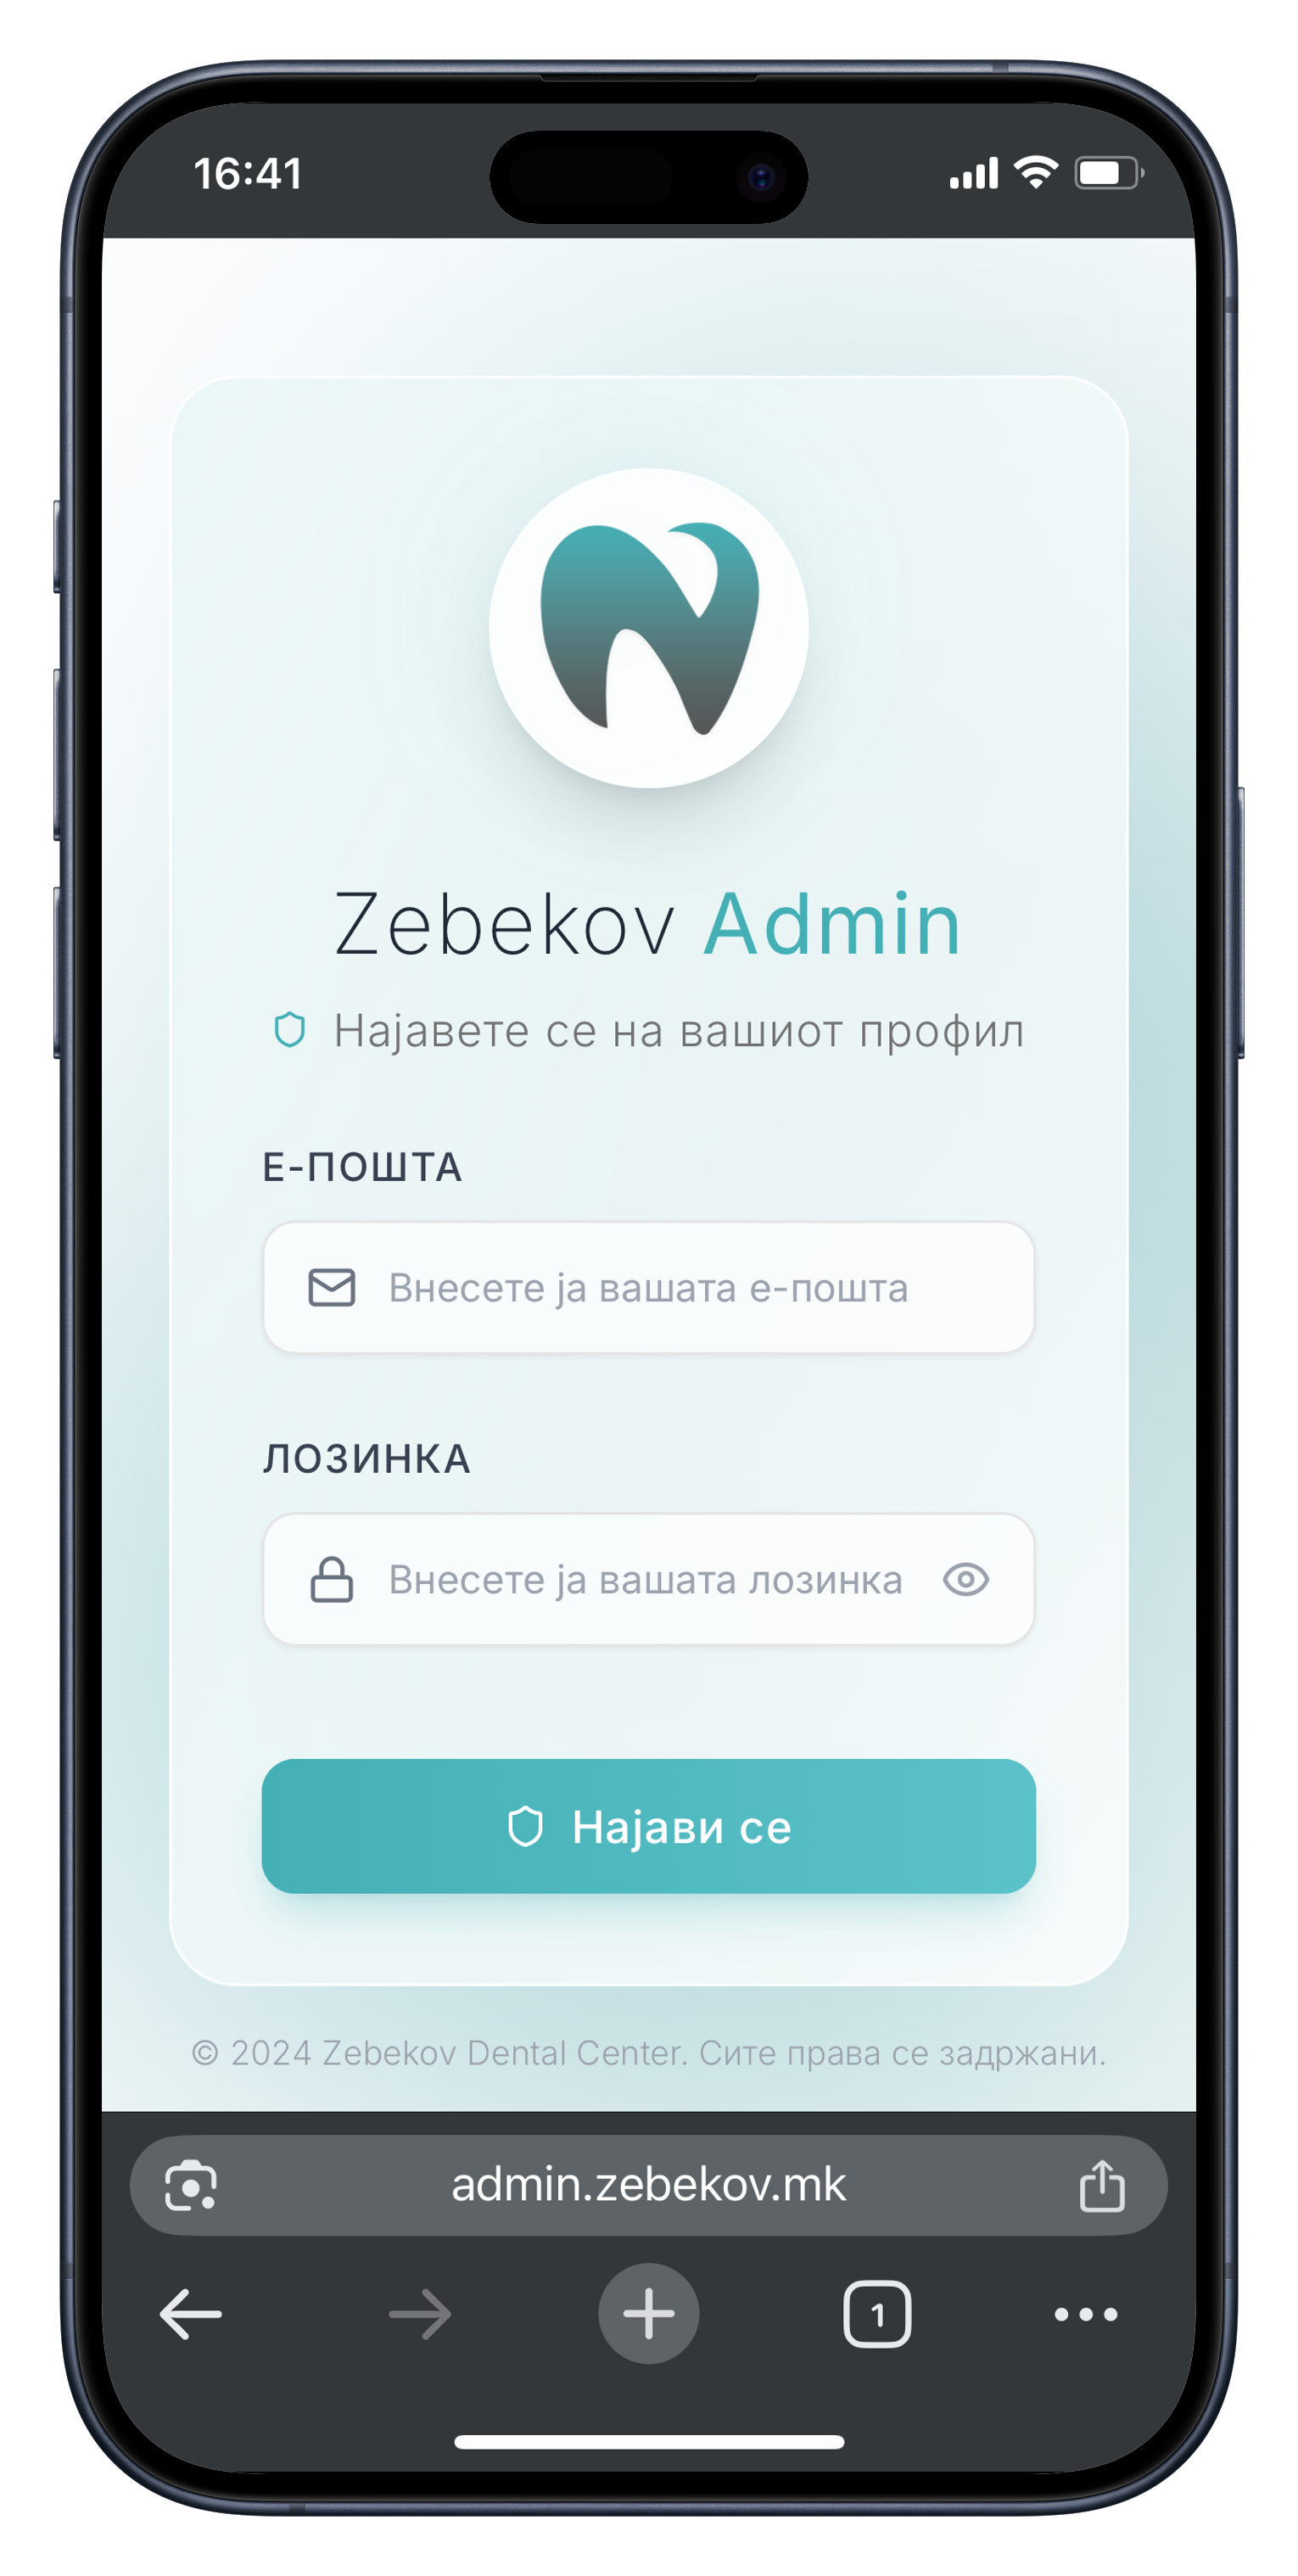 16:41
Zebekov Admin
Најавете се на вашиот профил
Е-ПОШТА
Внесете ја вашата е-пошта
ЛОЗИНКА
Внесете ја вашата лозинка
Најави се
© 2024 Zebekov Dental Center. Сите права се задржани.
admin.zebekov.mk
1